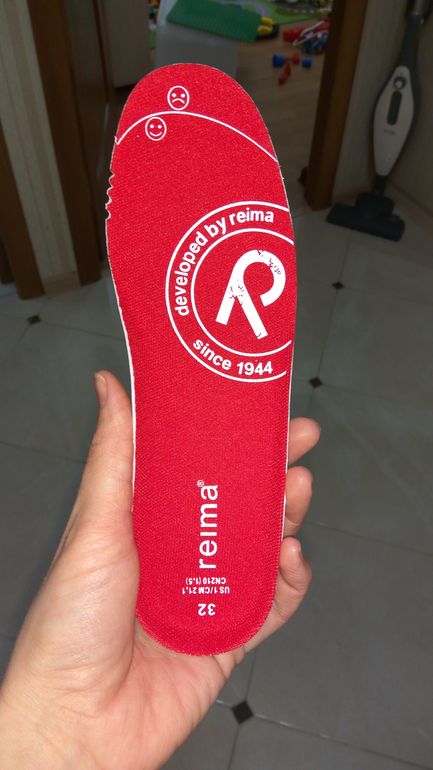 developed by reima
since 1944
reima®
US 1/CM 21,1
CN210 (1.5)
32